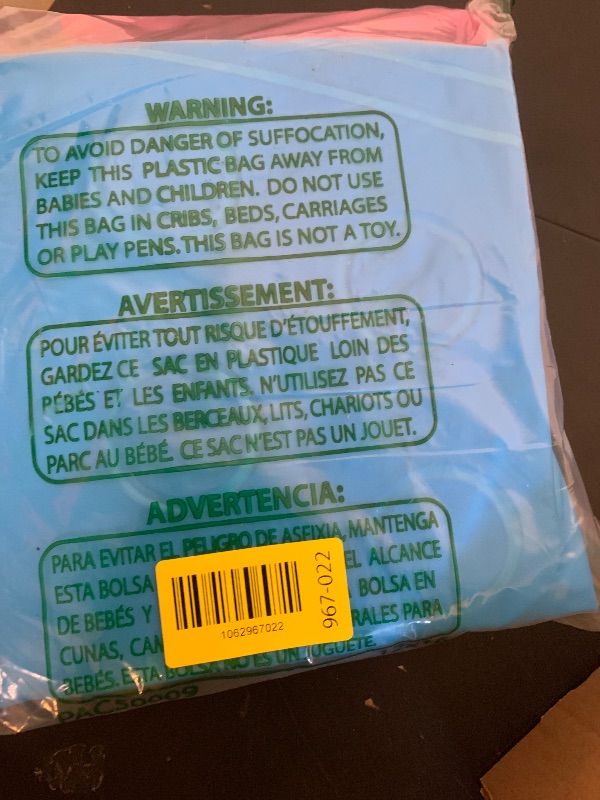 WARNING:
TO AVOID DANGER OF SUFFOCATION,
KEEP THIS PLASTIC BAG AWAY FROM
BABIES AND CHILDREN. DO NOT USE
THIS BAG IN CRIBS, BEDS, CARRIAGES
OR PLAY PENS. THIS BAG IS NOT A TOY.
AVERTISSEMENT:
POUR ÉVITER TOUT RISQUE D'ÉTOUFFEMENT,
GARDEZ CE SAC EN PLASTIQUE LOIN DES
PÉBÉS ET LES ENFANTS. N'UTILISEZ PAS CE
SAC DANS LES BERCEAUX, LITS, CHARIOTS OU
PARC AU BÉBÉ. CE SAC N'EST PAS UN JOUET.
ADVERTENCIA:
PARA EVITAR EL PELIGRO DE ASFIXIA, MANTENGA
ESTA BOLSA EL ALCANCE
DE BEBÉS Y BOLSA EN
CUNAS, RALES PARA
BEBÉS. ESTA BOLSA NO ES UN JUGUETE.
1062967022
967-022